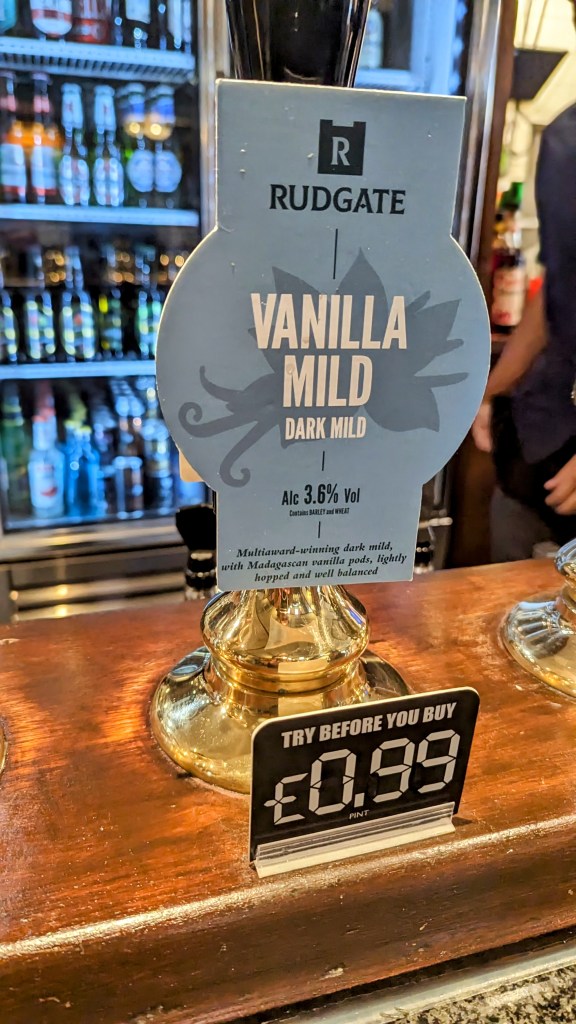 R
RUDGATE
VANILLA
MILD
DARK MILD
Alc 3.6% Vol
Contains BARLEY and WHEAT
Multiaward-winning dark mild,
with Madagascan vanilla pods, lightly
hopped and well balanced
TRY BEFORE YOU BUY
£0.99
PINT